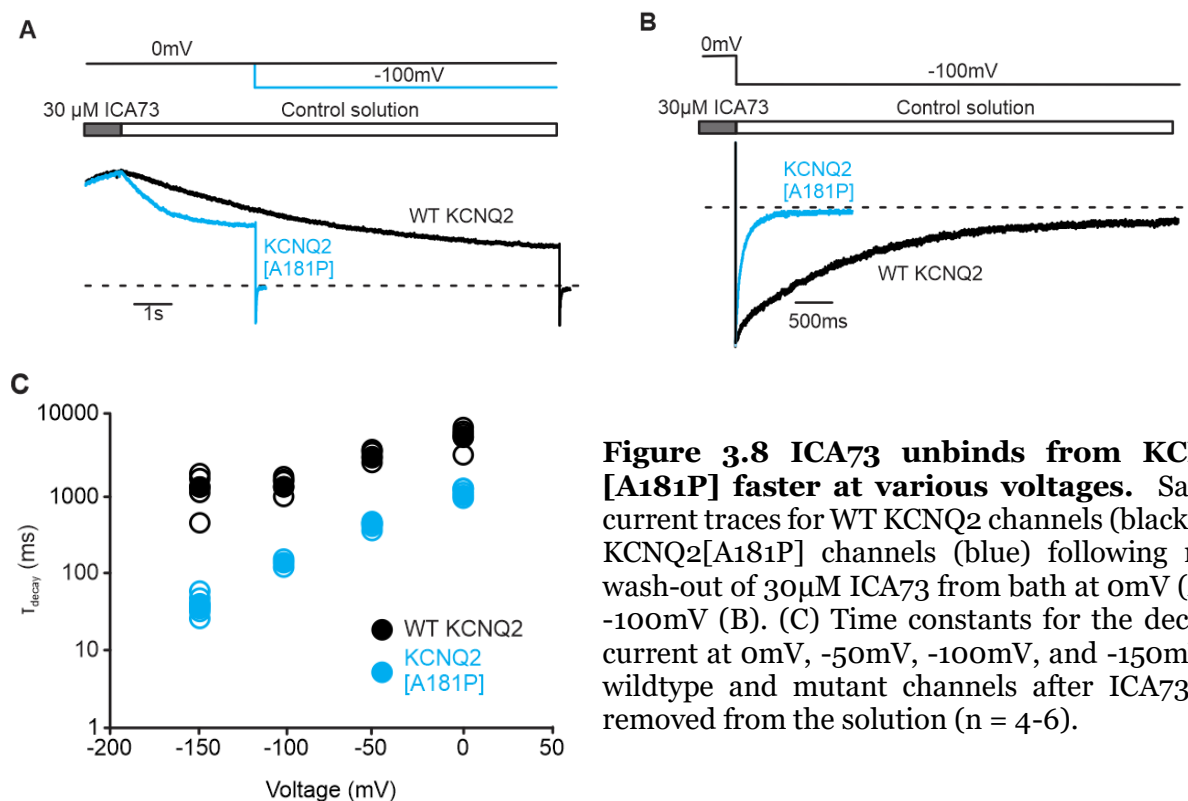 A
0mV
-100mV
30 µM ICA73
Control solution
WT KCNQ2
KCNQ2
[A181P]
1s
B
0mV
-100mV
30µM ICA73
Control solution
KCNQ2
[A181P]
WT KCNQ2
500ms
C
10000
1000
100
10
1
-200
-150
-100
-50
0
50
Tdecay (ms)
Voltage (mV)
WT KCNQ2
KCNQ2
[A181P]
Figure 3.8 ICA73 unbinds from
[A181P] faster at various voltages.
current traces for WT KCNQ2 channels (black
KCNQ2[A181P] channels (blue) following
wash-out of 30µM ICA73 from bath at 0mV
-100mV (B). (C) Time constants for the
current at 0mV, -50mV, -100mV, and
wildtype and mutant channels after ICA73
removed from the solution (n = 4-6).